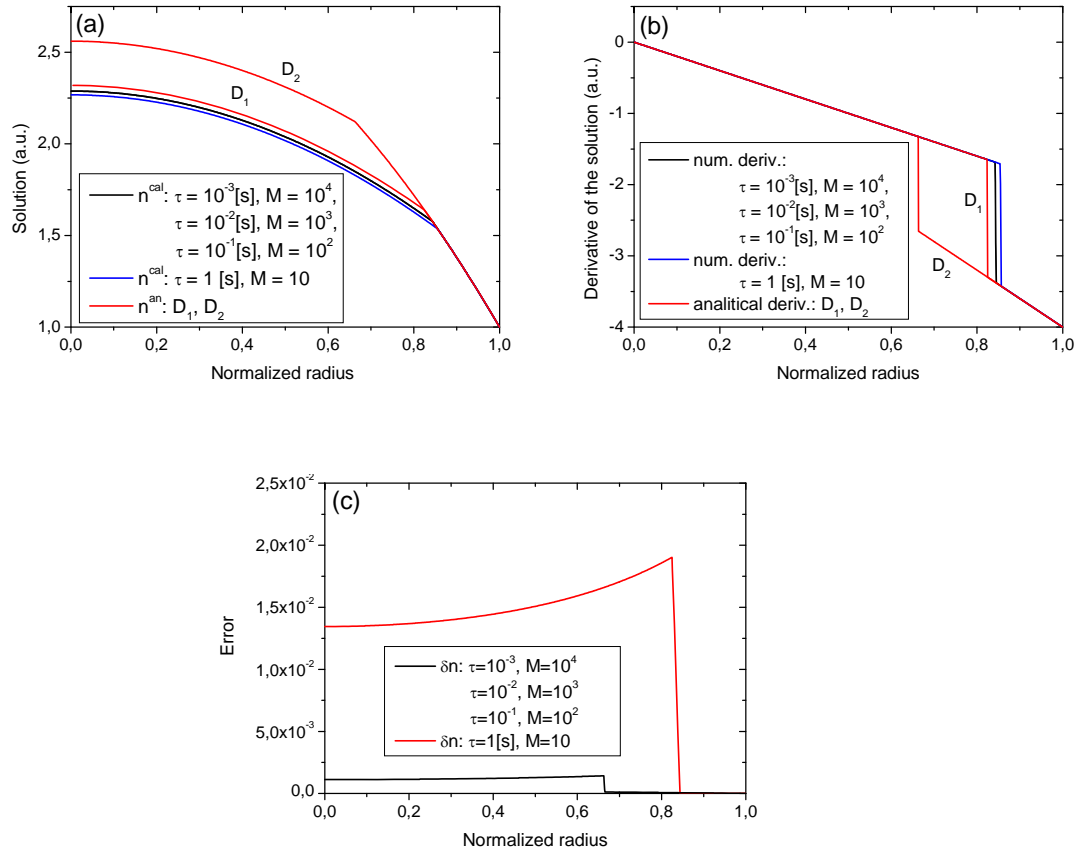 (a)
2,5
2,0
1,5
1,0
Solution (a.u.)
D₂
D₁
nᶜᵃˡ: τ = 10⁻³[s], M = 10⁴,
τ = 10⁻²[s], M = 10³,
τ = 10⁻¹[s], M = 10²
nᶜᵃˡ: τ = 1 [s], M = 10
nᵃⁿ: D₁, D₂
0,0 0,2 0,4 0,6 0,8 1,0
Normalized radius
(b)
0
-1
-2
-3
-4
Derivative of the solution (a.u.)
num. deriv.:
τ = 10⁻³[s], M = 10⁴,
τ = 10⁻²[s], M = 10³,
τ = 10⁻¹[s], M = 10²
num. deriv.:
τ = 1 [s], M = 10
analitical deriv.: D₁, D₂
D₁
D₂
0,0 0,2 0,4 0,6 0,8 1,0
Normalized radius
(c)
2,5x10⁻²
2,0x10⁻²
1,5x10⁻²
1,0x10⁻²
5,0x10⁻³
0,0
Error
δn: τ=10⁻³, M=10⁴
τ=10⁻², M=10³
τ=10⁻¹, M=10²
δn: τ=1[s], M=10
0,0 0,2 0,4 0,6 0,8 1,0
Normalized radius